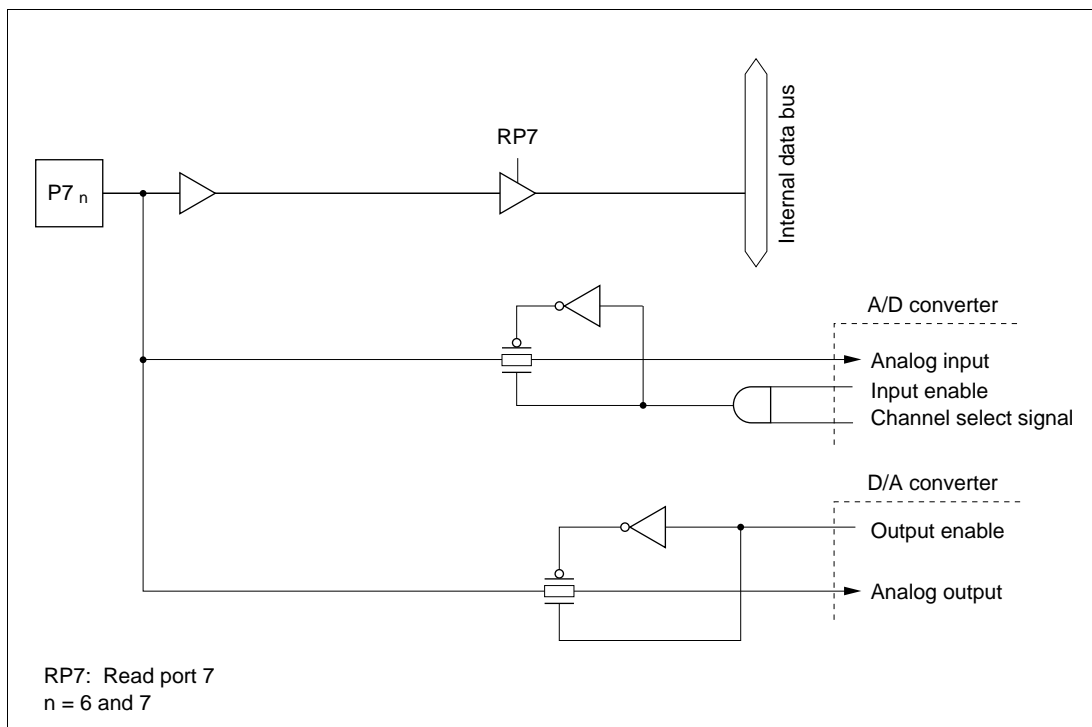 RP7
P7 n
Internal data bus
A/D converter
Analog input
Input enable
Channel select signal
D/A converter
Output enable
Analog output
RP7: Read port 7
n = 6 and 7